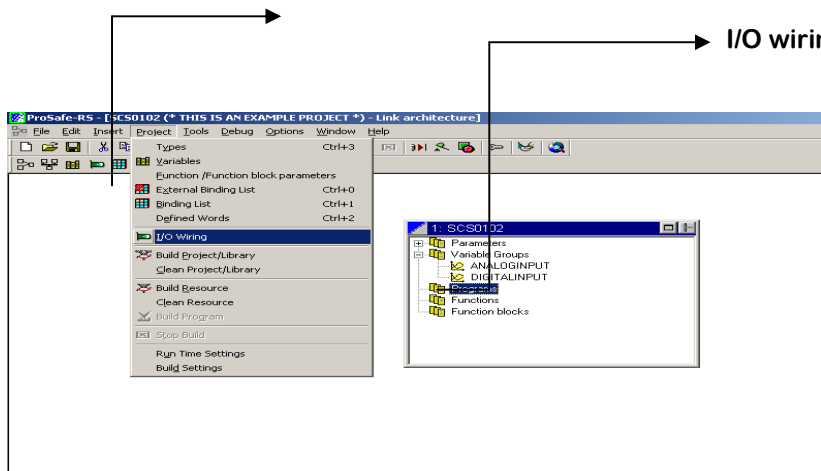 I/O wirin
ProSafe-RS - [SCS0102 (* THIS IS AN EXAMPLE PROJECT *) - Link architecture]
File Edit Insert Project Tools Debug Options Window Help
Types Ctrl+3
Variables
Function /Function block parameters
External Binding List Ctrl+0
Binding List Ctrl+1
Defined Words Ctrl+2
I/O Wiring
Build Project/Library
Clean Project/Library
Build Resource
Clean Resource
Build Program
Stop Build
Run Time Settings
Build Settings
1: SCS0102
Parameters
Variable Groups
ANALOGINPUT
DIGITALINPUT
Programs
Functions
Function blocks